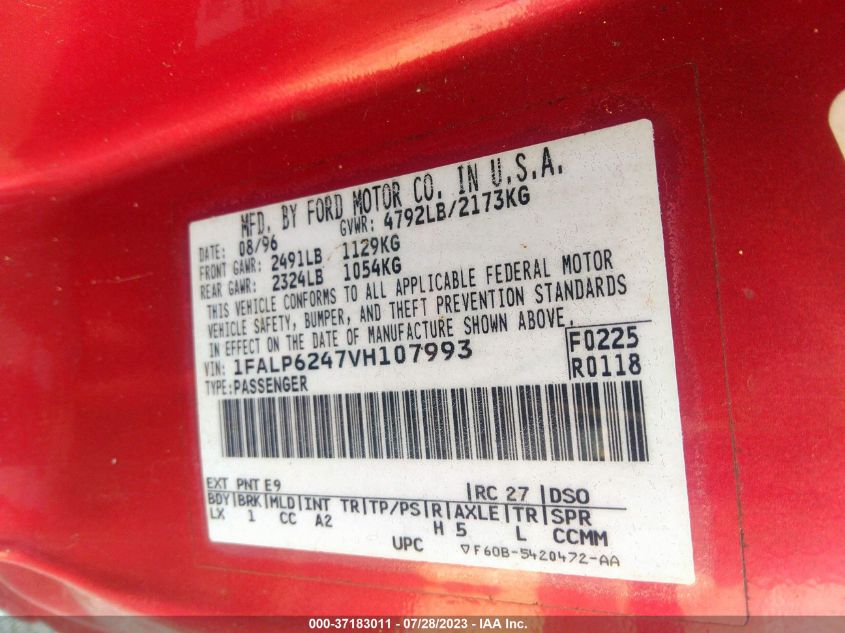 MFD. BY FORD MOTOR CO. IN U.S.A.
DATE: 08/96 GVWR: 4792LB/2173KG
FRONT GAWR: 2491LB 1129KG
REAR GAWR: 2324LB 1054KG
THIS VEHICLE CONFORMS TO ALL APPLICABLE FEDERAL MOTOR
VEHICLE SAFETY, BUMPER, AND THEFT PREVENTION STANDARDS
IN EFFECT ON THE DATE OF MANUFACTURE SHOWN ABOVE.
VIN: 1FALP6247VH107993 F0225
TYPE: PASSENGER R0118
EXT PNT E9 RC 27 DSO
BDY BRK MLD INT TR TP/PS R AXLE TR SPR
LX 1 CC A2 H 5 L CCMM
UPC ▽F60B-5420472-AA
000-37183011 / 07/28/2023 / IAA Inc.